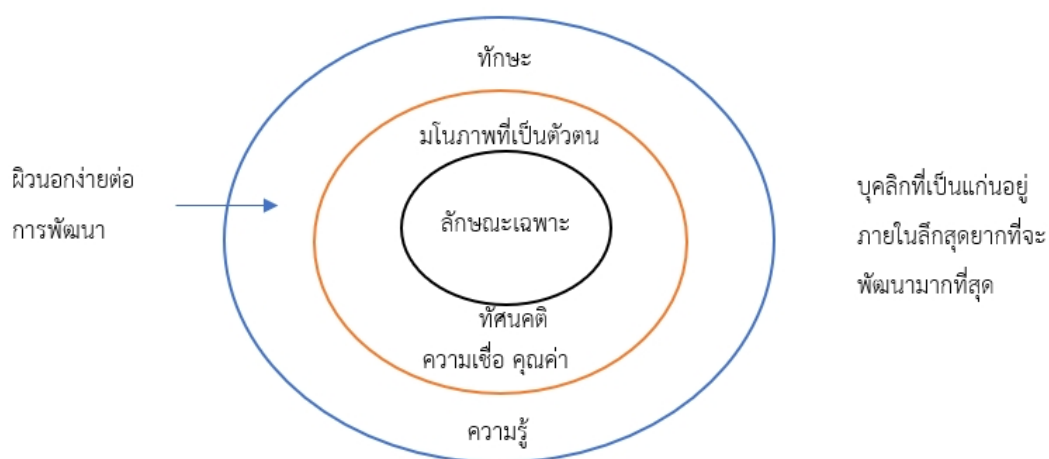 ทักษะ
มโนภาพที่เป็นตัวตน
ลักษณะเฉพาะ
ทัศนคติ
ความเชื่อ คุณค่า
ความรู้
ผิวนอกง่ายต่อ
การพัฒนา
บุคลิกที่เป็นแก่นอยู่
ภายในลึกสุดยากที่จะ
พัฒนามากที่สุด